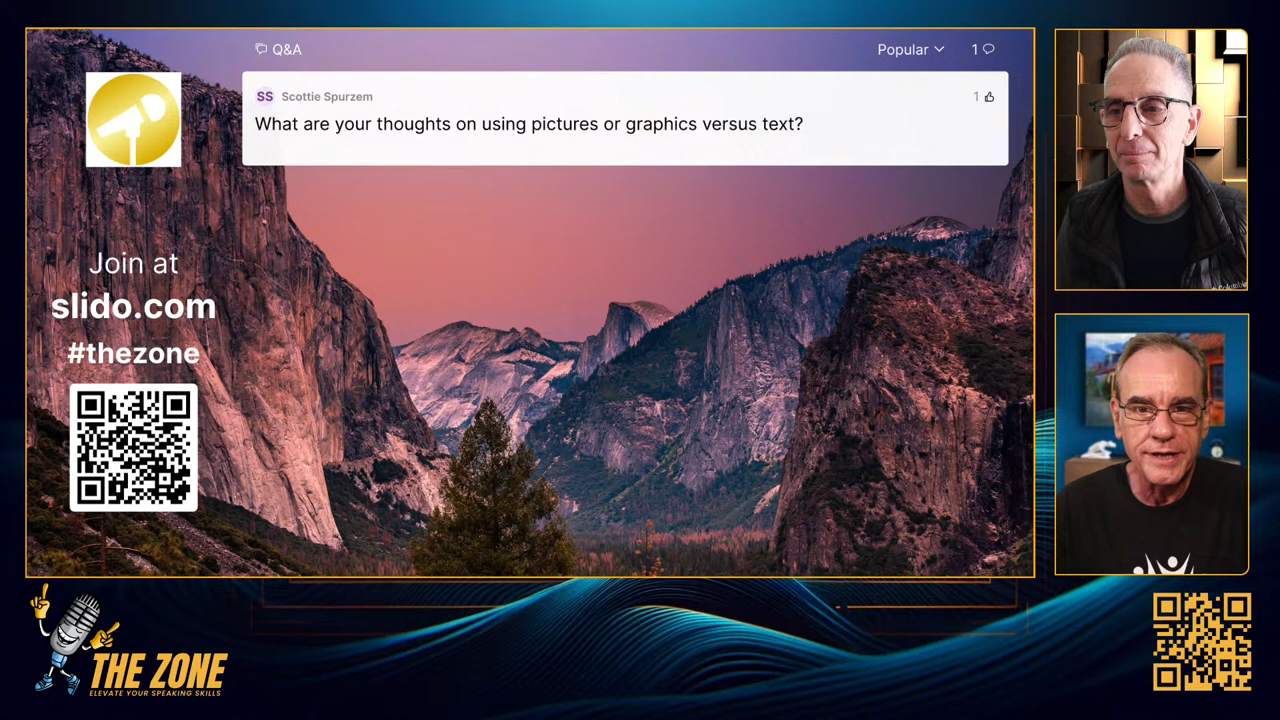 Q&A
Popular
1
SS
Scottie Spurzem
1
What are your thoughts on using pictures or graphics versus text?
Join at
slido.com
#thezone
THE ZONE
ELEVATE YOUR SPEAKING SKILLS
Columbia